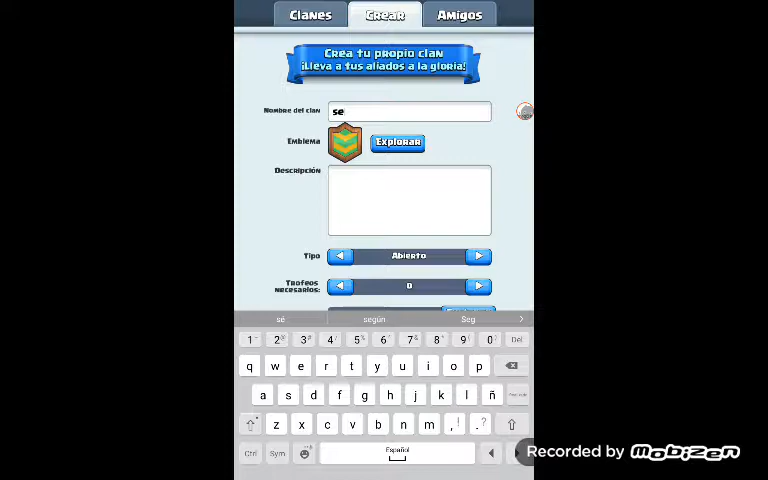 Clanes Crear Amigos
Crea tu propio clan
¡Lleva a tus aliados a la gloria!
Nombre del clan se
Emblema Explorar
Descripción
Tipo Abierto
Trofeos
necesarios: 0
sé según Seg
1 2 3 4 5 6 7 8 9 0 Del
q w e r t y u i o p
a s d f g h j k l ñ
z x c v b n m ,! .?
Ctrl Sym Español
Recorded by Mobizen